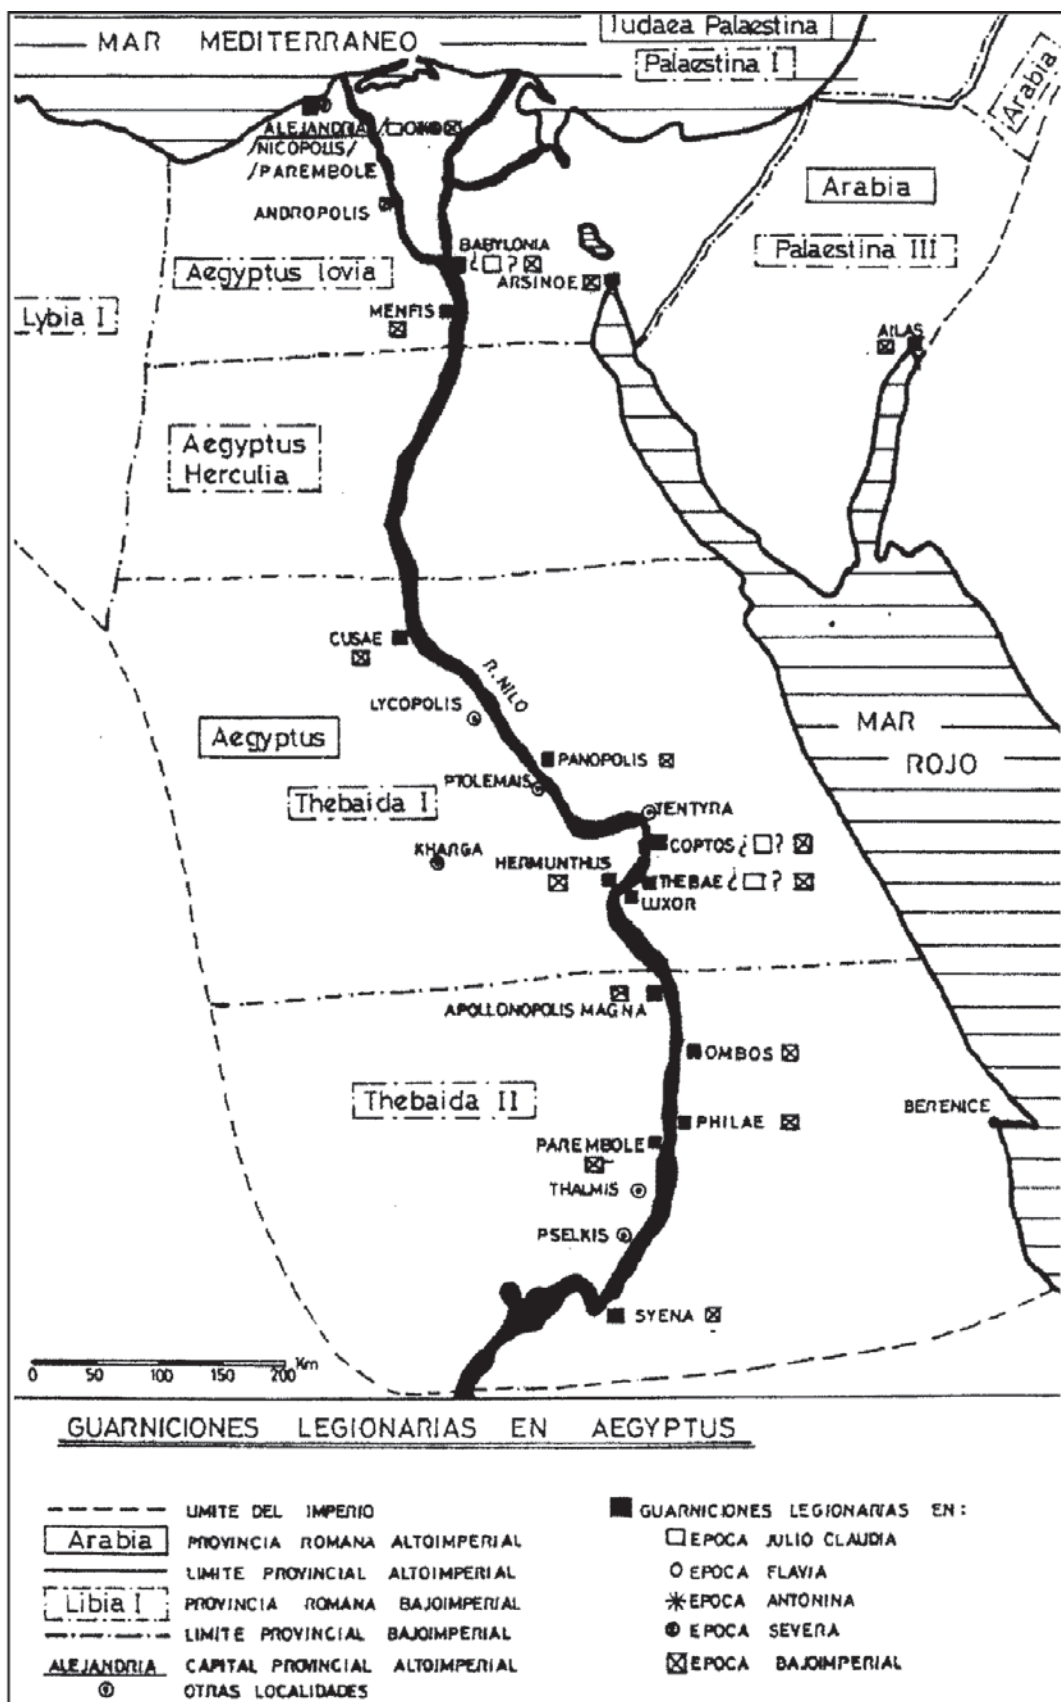 MAR MEDITERRANEO
Iudaea Palaestina
Palaestina I
Arabia
ALEJANDRIA
/NICOPOLIS/
/PAREMBOLE
Arabia
ANDROPOLIS
BABYLONIA
¿ ?
Palaestina III
Aegyptus Iovia
ARSINOE
Lybia I
MENFIS
AILAS
Aegyptus
Herculia
CUSAE
R. NILO
LYCOPOLIS
MAR
ROJO
Aegyptus
PANOPOLIS
PTOLEMAIS
Thebaida I
TENTYRA
KHARGA
COPTOS ¿ ?
HERMUNTHUS
THEBAE ¿ ?
LUXOR
APOLLONOPOLIS MAGNA
OMBOS
Thebaida II
BERENICE
PHILAE
PAREMBOLE
THALMIS
PSELKIS
SYENA
0 50 100 150 200 Km
GUARNICIONES LEGIONARIAS EN AEGYPTUS
LIMITE DEL IMPERIO
Arabia PROVINCIA ROMANA ALTOIMPERIAL
LIMITE PROVINCIAL ALTOIMPERIAL
Libia I PROVINCIA ROMANA BAJOIMPERIAL
LIMITE PROVINCIAL BAJOIMPERIAL
ALEJANDRIA CAPITAL PROVINCIAL ALTOIMPERIAL
OTRAS LOCALIDADES
GUARNICIONES LEGIONARIAS EN:
EPOCA JULIO CLAUDIA
EPOCA FLAVIA
EPOCA ANTONINA
EPOCA SEVERA
EPOCA BAJOIMPERIAL